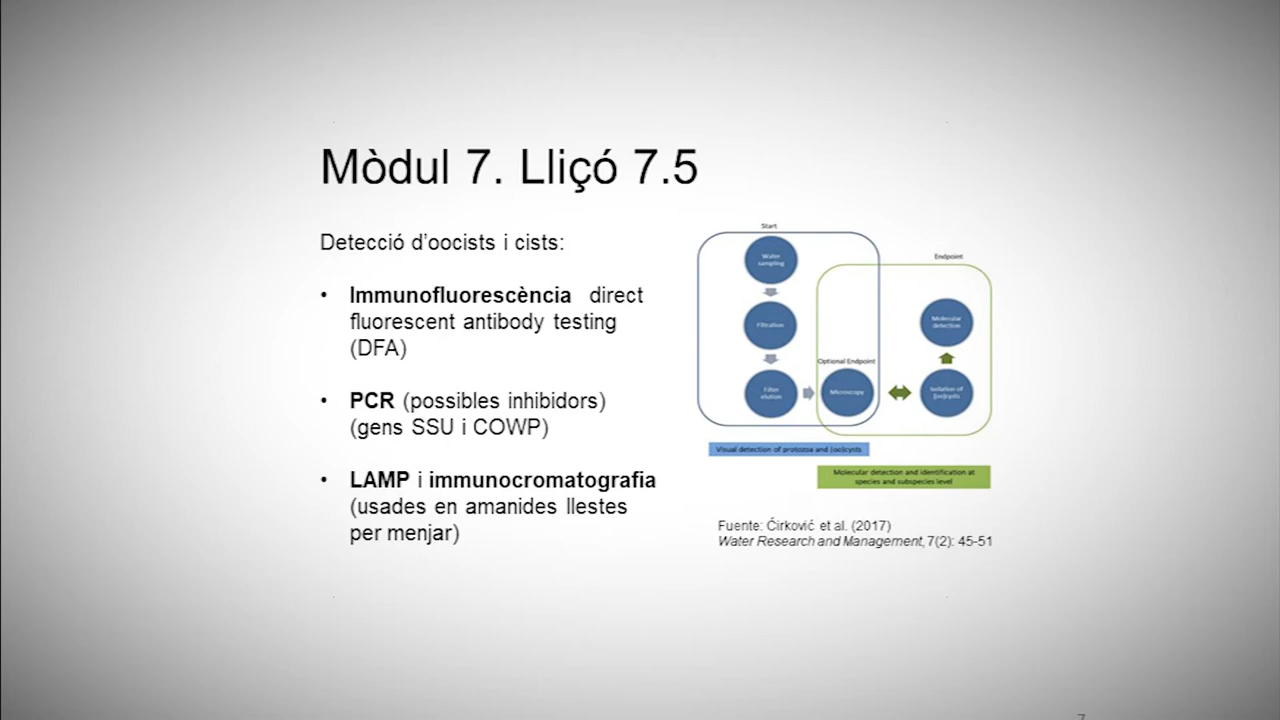 Mòdul 7. Lliçó 7.5
Detecció d’oocists i cists:
• Immunofluorescència direct
fluorescent antibody testing
(DFA)
• PCR (possibles inhibidors)
(gens SSU i COWP)
• LAMP i immunocromatografia
(usades en amanides llestes
per menjar)
Start
Water
sampling
Filtration
Filter
elution
Optional Endpoint
Microscopy
Endpoint
Molecular
detection
Isolation of
(oo)cysts
Visual detection of protozoa and (oo)cysts
Molecular detection and identification at
species and subspecies level
Fuente: Ćirković et al. (2017)
Water Research and Management, 7(2): 45-51
7